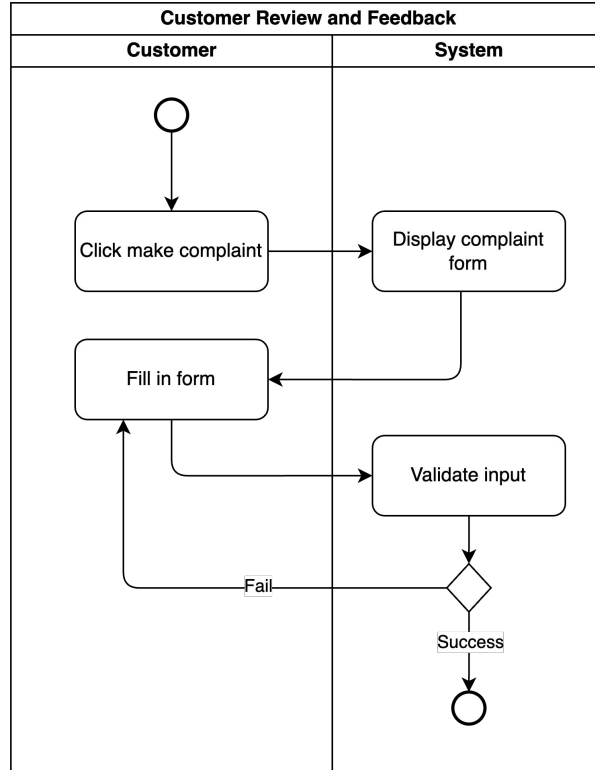 Customer Review and Feedback
Customer
System
Click make complaint
Display complaint
form
Fill in form
Validate input
Fail
Success